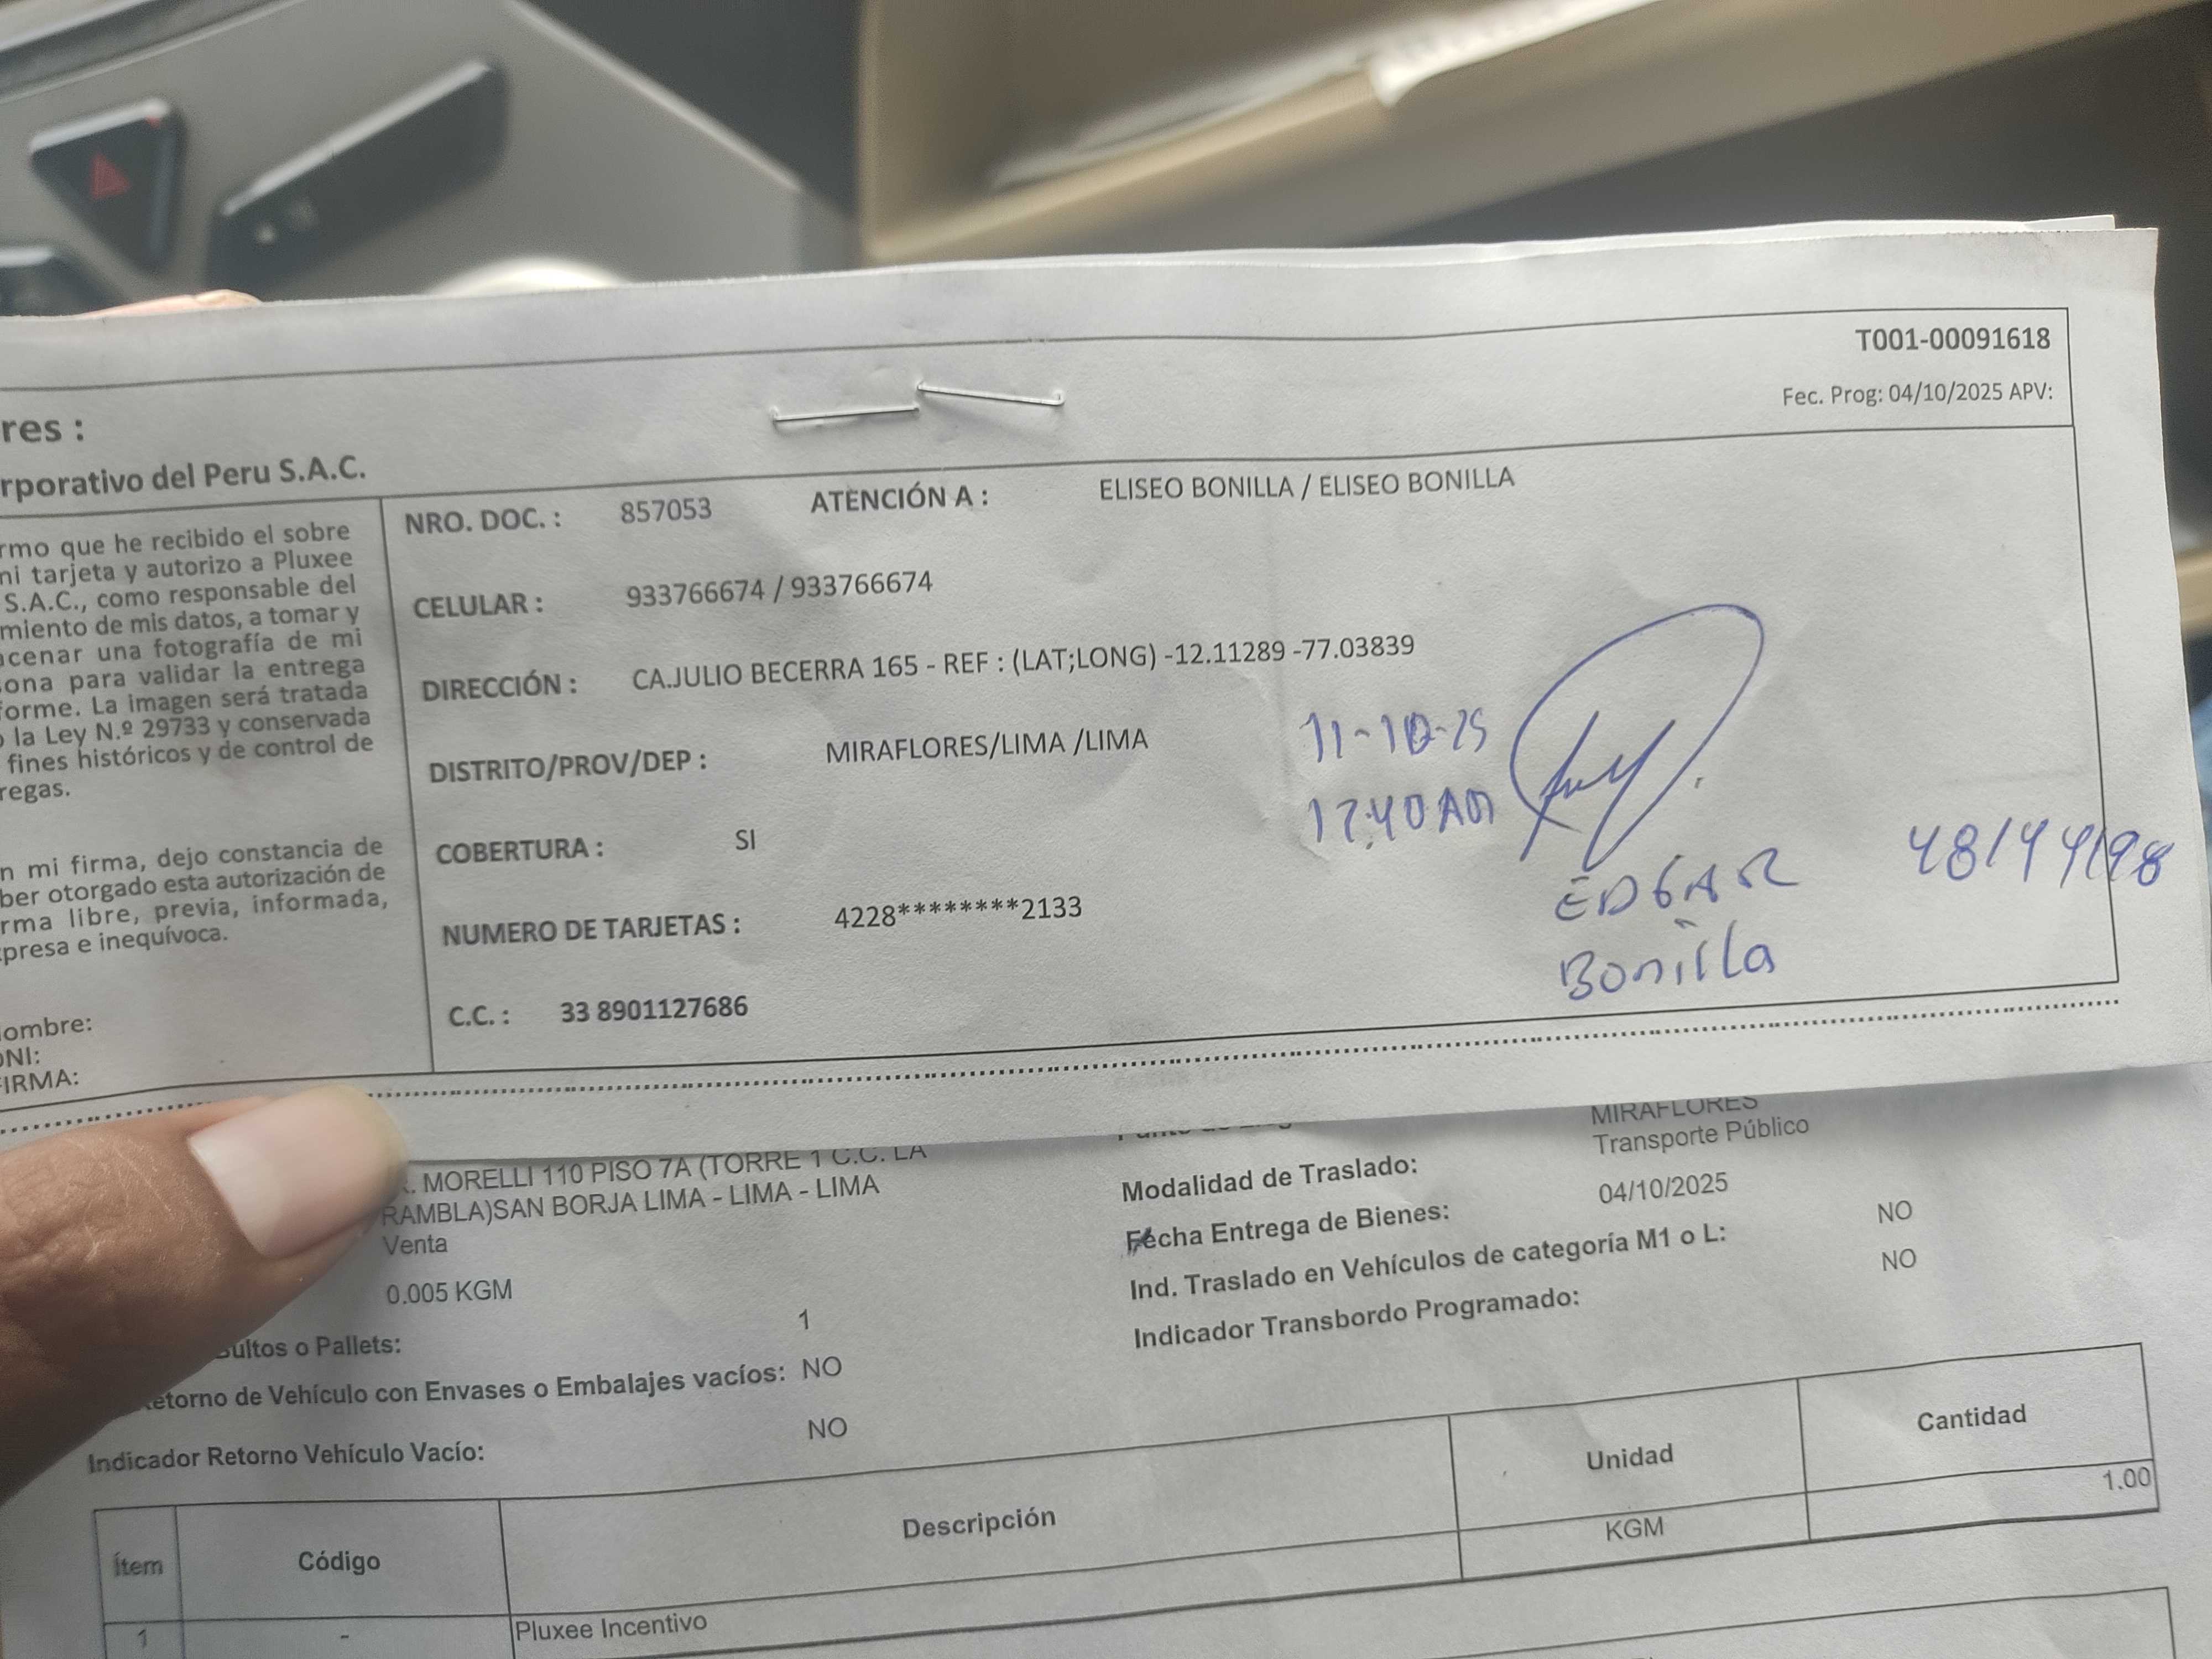 T001-00091618
Fec. Prog: 04/10/2025 APV:
res :
rporativo del Peru S.A.C.
rmo que he recibido el sobre
ni tarjeta y autorizo a Pluxee
S.A.C., como responsable del
miento de mis datos, a tomar y
acenar una fotografía de mi
ona para validar la entrega
forme. La imagen será tratada
o la Ley N.º 29733 y conservada
fines históricos y de control de
regas.
n mi firma, dejo constancia de
ber otorgado esta autorización de
rma libre, previa, informada,
xpresa e inequívoca.
ombre:
DNI:
FIRMA:
NRO. DOC. : 857053 ATENCIÓN A : ELISEO BONILLA / ELISEO BONILLA
CELULAR : 933766674 / 933766674
DIRECCIÓN : CA.JULIO BECERRA 165 - REF : (LAT;LONG) -12.11289 -77.03839
DISTRITO/PROV/DEP : MIRAFLORES/LIMA /LIMA
COBERTURA : SI
NUMERO DE TARJETAS : 4228********2133
C.C. : 33 8901127686
11-10-25
EDGAR
Bonilla
MIRAFLORES
Transporte Público
. MORELLI 110 PISO 7A (TORRE 1 C.C. LA
RAMBLA)SAN BORJA LIMA - LIMA - LIMA
Venta
0.005 KGM
Bultos o Pallets: 1
etorno de Vehículo con Envases o Embalajes vacíos: NO
Indicador Retorno Vehículo Vacío: NO
Modalidad de Traslado:
Fecha Entrega de Bienes: 04/10/2025
Ind. Traslado en Vehículos de categoría M1 o L: NO
Indicador Transbordo Programado: NO
Ítem Código Descripción Unidad Cantidad
1 - Pluxee Incentivo KGM 1.00